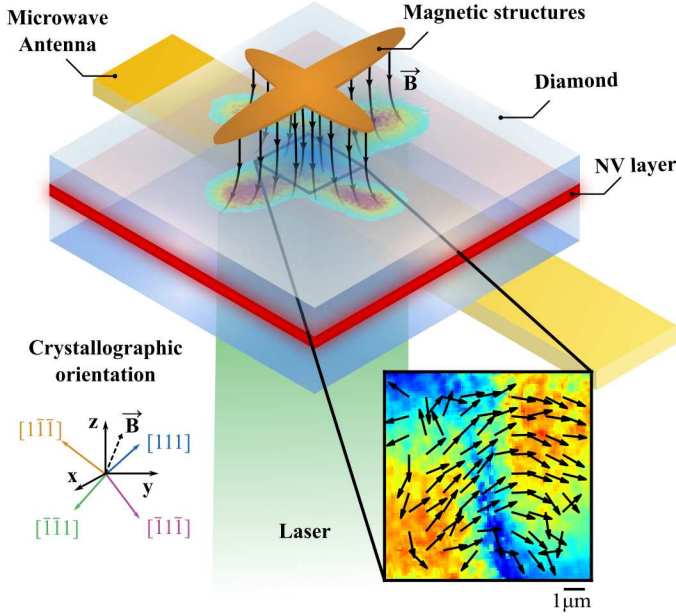 Microwave
Antenna
Magnetic structures
B
Diamond
NV layer
Crystallographic
orientation
[11̅1̅]
z
B
[111]
x
y
[1̅1̅1]
[1̅11̅]
Laser
1μm